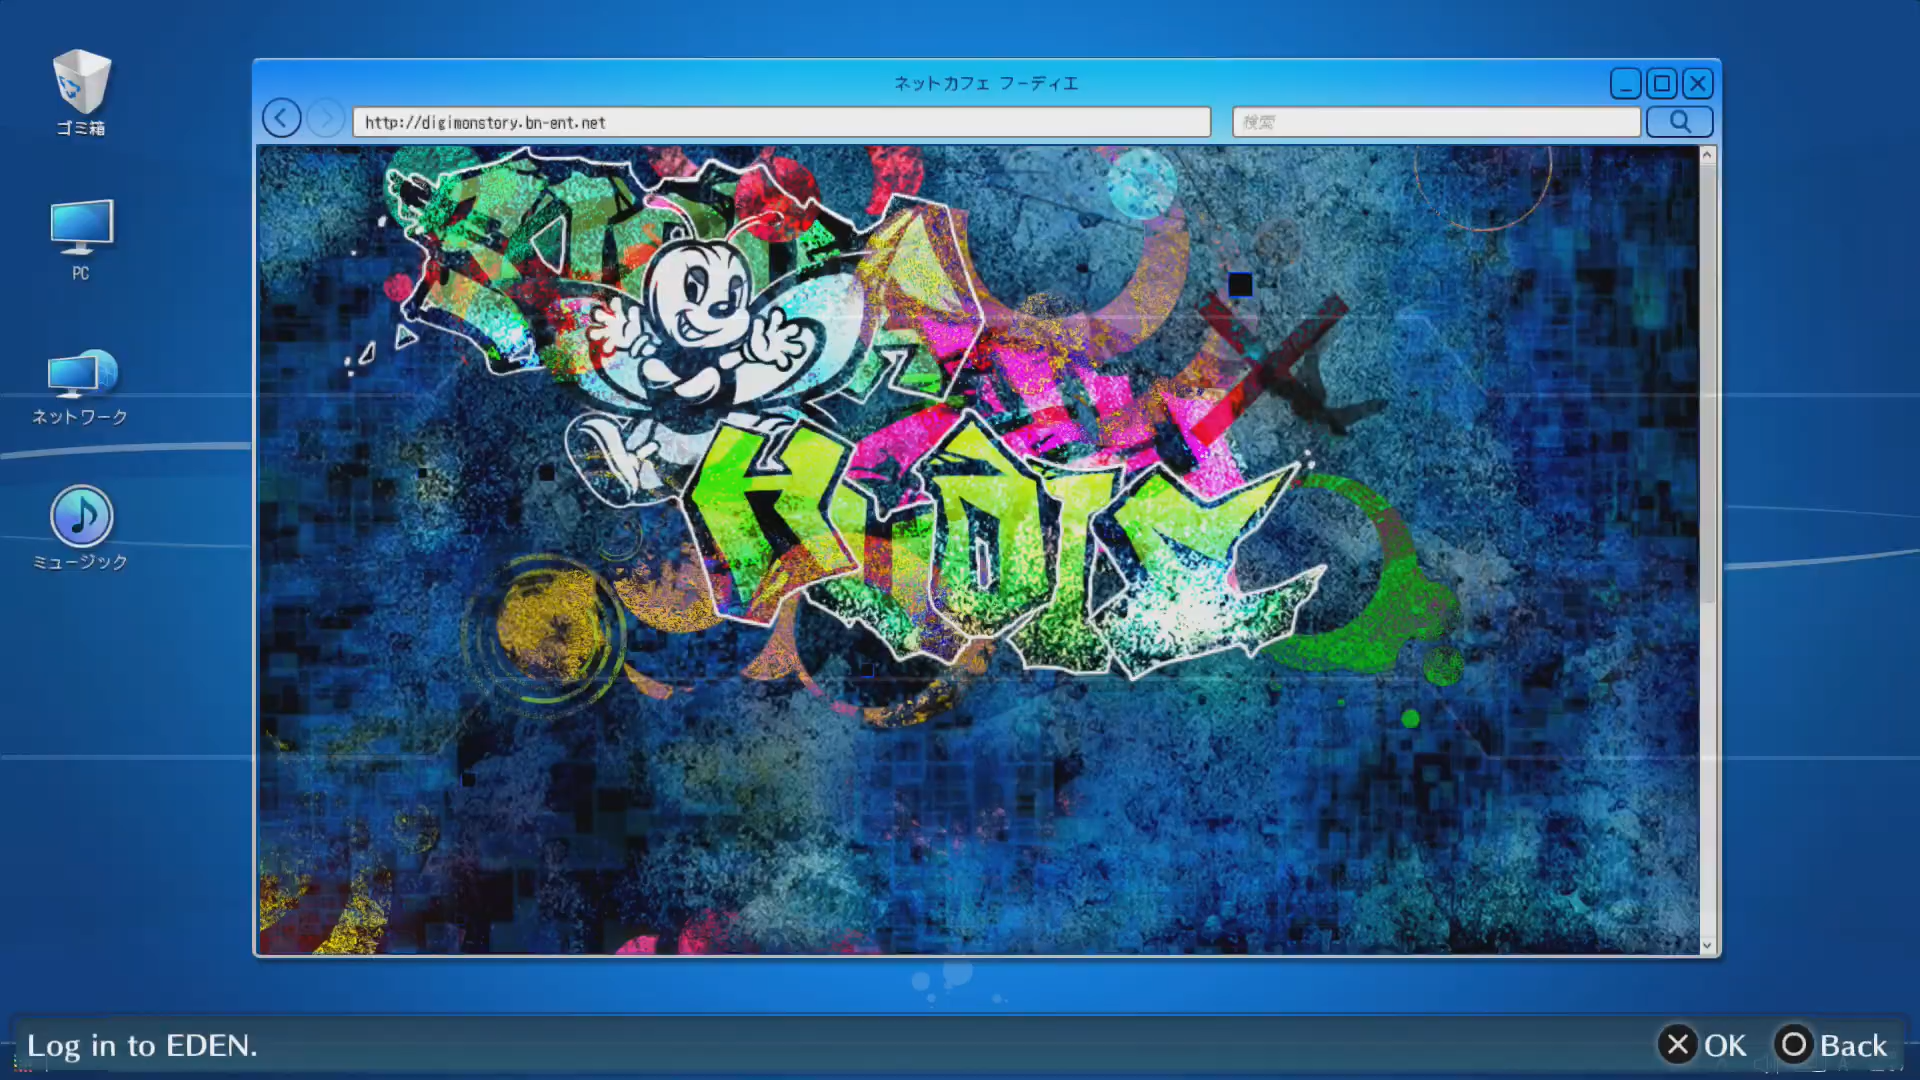 ネットカフェ フーディエ
http://digimonstory.bn-ent.net
検索
ゴミ箱
PC
ネットワーク
ミュージック
Log in to EDEN.
OK
Back